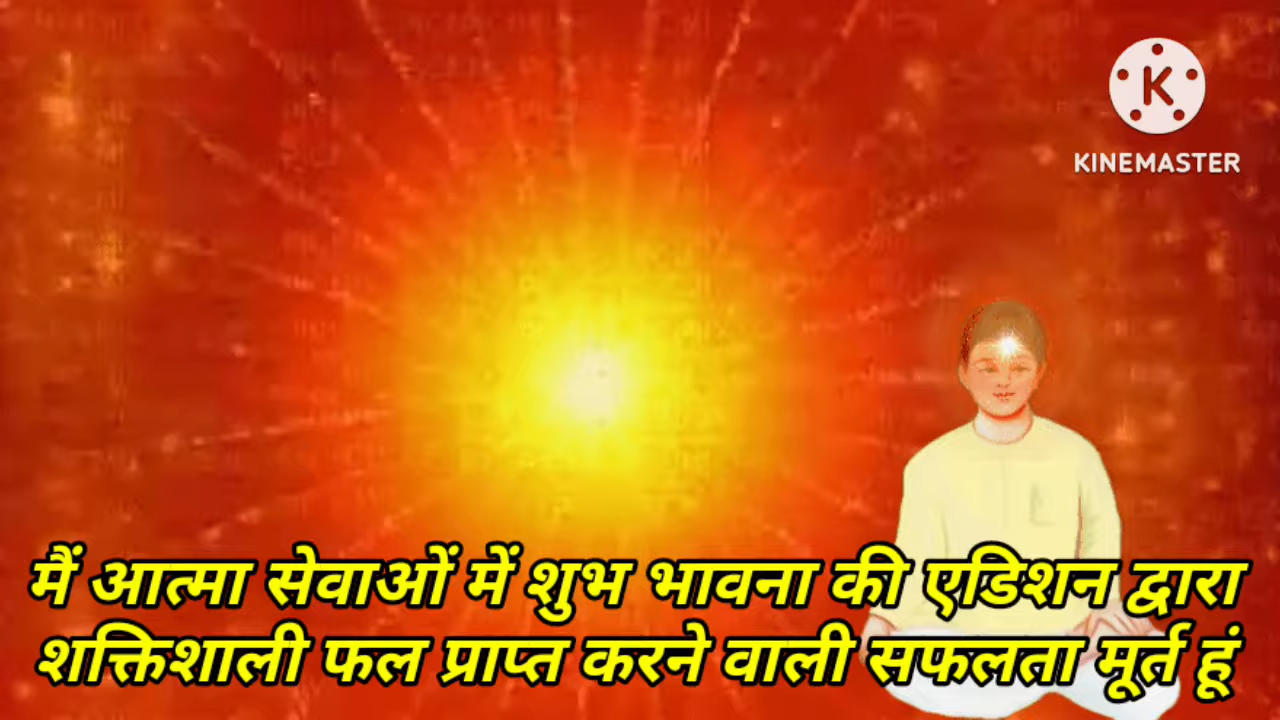 K
KINEMASTER
मैं आत्मा सेवाओं में शुभ भावना की एडिशन द्वारा
शक्तिशाली फल प्राप्त करने वाली सफलता मूर्त हूं